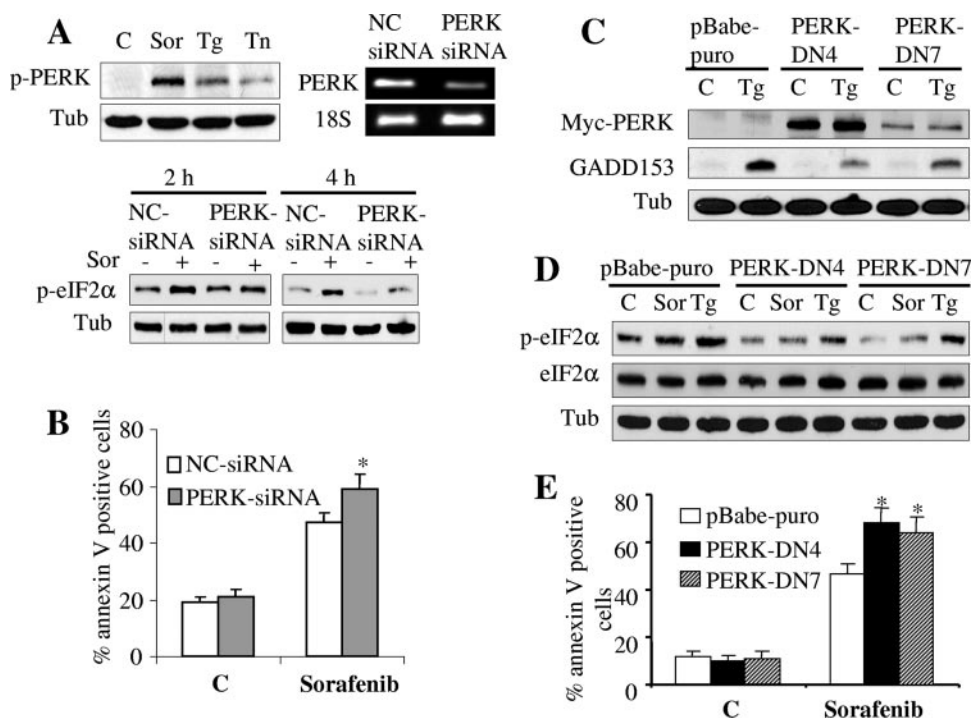 A
C Sor Tg Tn
p-PERK
Tub
NC PERK
siRNA siRNA
PERK
18S
2 h 4 h
NC- PERK- NC- PERK-
siRNA siRNA siRNA siRNA
Sor - + - + - + - +
p-eIF2α
Tub
B
% annexin V positive cells
80
60
40
20
0
NC-siRNA
PERK-siRNA
*
C Sorafenib
C
pBabe- PERK- PERK-
puro DN4 DN7
C Tg C Tg C Tg
Myc-PERK
GADD153
Tub
D
pBabe-puro PERK-DN4 PERK-DN7
C Sor Tg C Sor Tg C Sor Tg
p-eIF2α
eIF2α
Tub
E
% annexin V positive
cells
80
60
40
20
0
pBabe-puro
PERK-DN4
PERK-DN7
* *
C Sorafenib